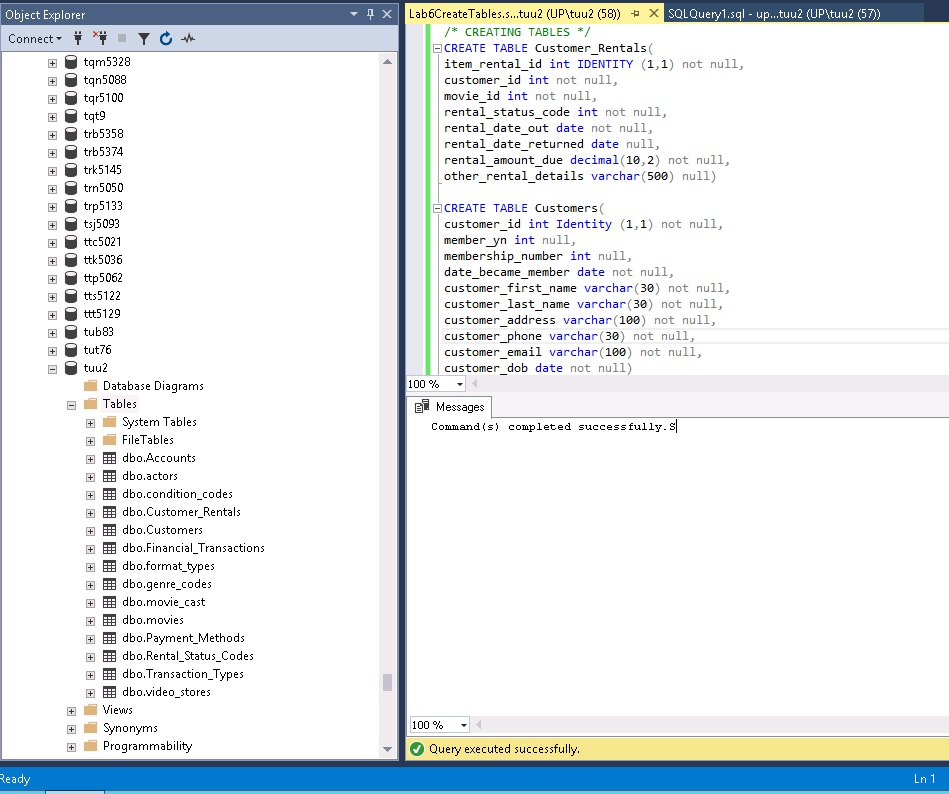 Object Explorer
Connect
tqm5328
tqn5088
tqr5100
tqt9
trb5358
trb5374
trk5145
trn5050
trp5133
tsj5093
ttc5021
ttk5036
ttp5062
tts5122
ttt5129
tub83
tut76
tuu2
Database Diagrams
Tables
System Tables
FileTables
dbo.Accounts
dbo.actors
dbo.condition_codes
dbo.Customer_Rentals
dbo.Customers
dbo.Financial_Transactions
dbo.format_types
dbo.genre_codes
dbo.movie_cast
dbo.movies
dbo.Payment_Methods
dbo.Rental_Status_Codes
dbo.Transaction_Types
dbo.video_stores
Views
Synonyms
Programmability
Lab6CreateTables.s...tuu2 (UP\tuu2 (58)) SQLQuery1.sql - up...tuu2 (UP\tuu2 (57))
/* CREATING TABLES */
CREATE TABLE Customer_Rentals(
item_rental_id int IDENTITY (1,1) not null,
customer_id int not null,
movie_id int not null,
rental_status_code int not null,
rental_date_out date not null,
rental_date_returned date null,
rental_amount_due decimal(10,2) not null,
other_rental_details varchar(500) null)
CREATE TABLE Customers(
customer_id int Identity (1,1) not null,
member_yn int null,
membership_number int null,
date_became_member date not null,
customer_first_name varchar(30) not null,
customer_last_name varchar(30) not null,
customer_address varchar(100) not null,
customer_phone varchar(30) not null,
customer_email varchar(100) not null,
customer_dob date not null)
100 %
Messages
Command(s) completed successfully.S
100 %
Query executed successfully.
Ready
Ln 1